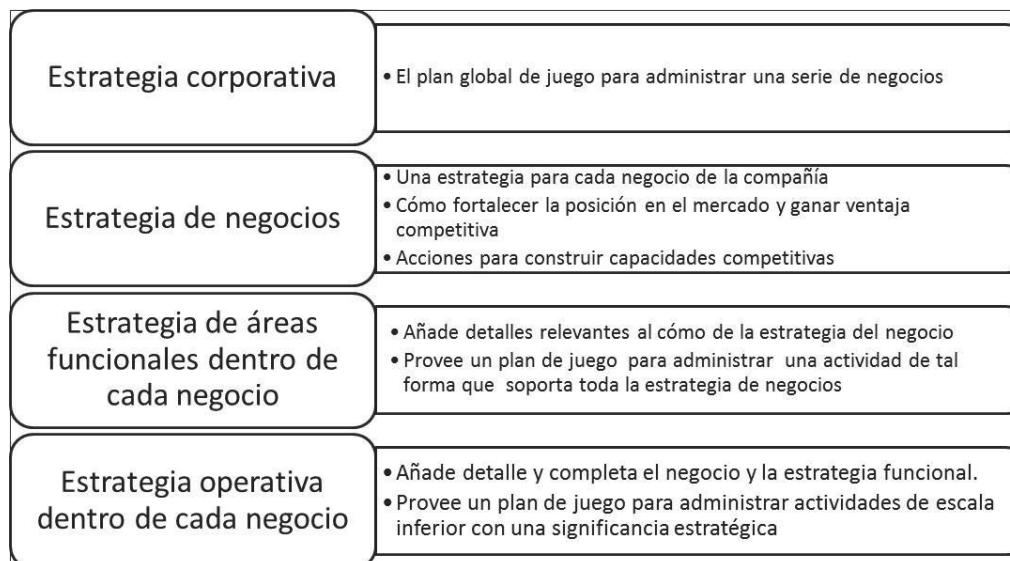 Estrategia corporativa
• El plan global de juego para administrar una serie de negocios
Estrategia de negocios
• Una estrategia para cada negocio de la compañía
• Cómo fortalecer la posición en el mercado y ganar ventaja
competitiva
• Acciones para construir capacidades competitivas
Estrategia de áreas
funcionales dentro de
cada negocio
• Añade detalles relevantes al cómo de la estrategia del negocio
• Provee un plan de juego para administrar una actividad de tal
forma que soporta toda la estrategia de negocios
Estrategia operativa
dentro de cada negocio
• Añade detalle y completa el negocio y la estrategia funcional.
• Provee un plan de juego para administrar actividades de escala
inferior con una significancia estratégica